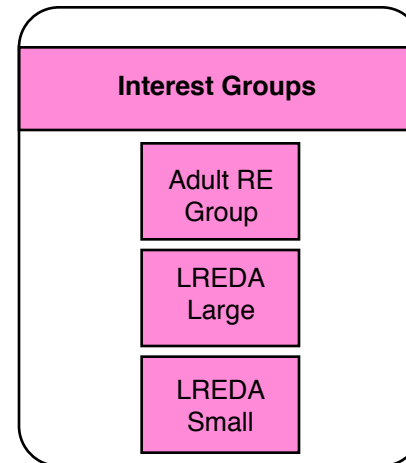 Interest Groups
Adult RE
Group
LREDA
Large
LREDA
Small